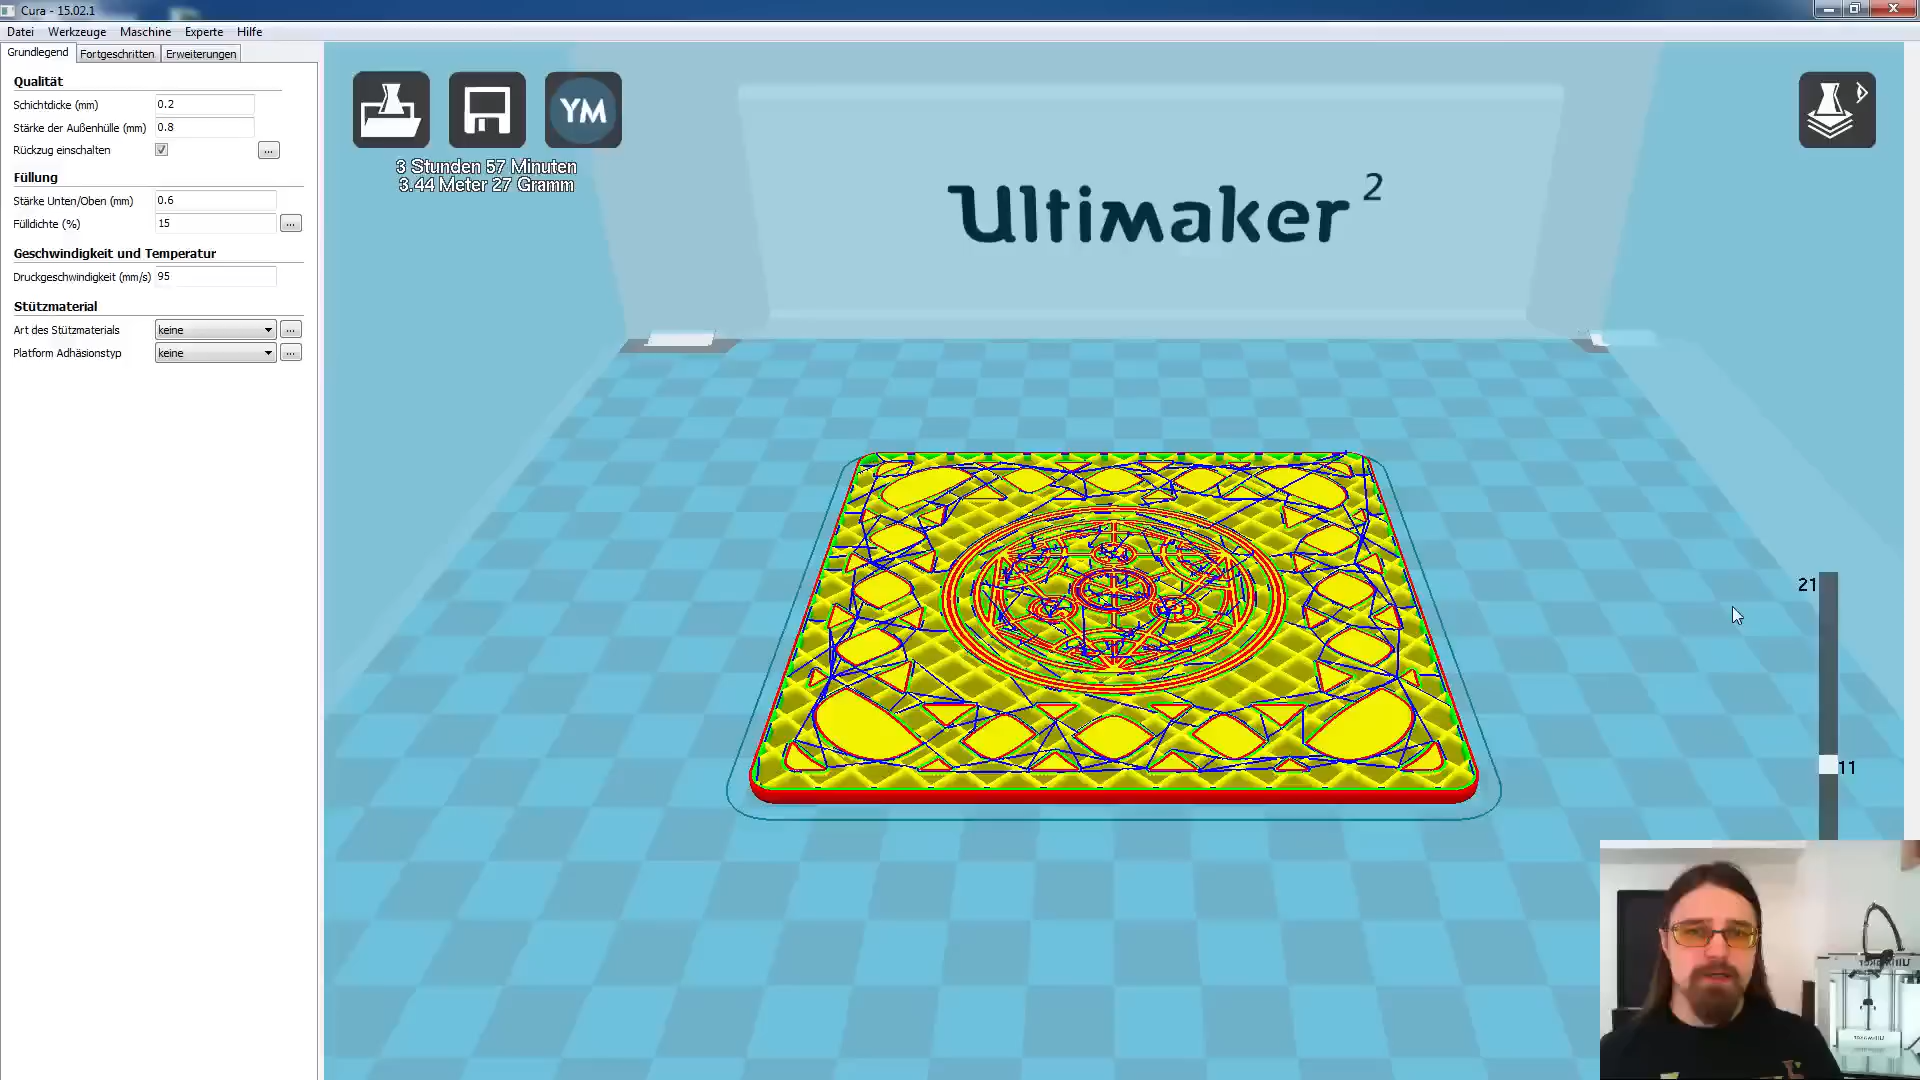 Cura - 15.02.1
Datei Werkzeuge Maschine Experte Hilfe
Grundlegend Fortgeschritten Erweiterungen
Qualität
Schichtdicke (mm) 0.2
Stärke der Außenhülle (mm) 0.8
Rückzug einschalten ...
Füllung
Stärke Unten/Oben (mm) 0.6
Fülldichte (%) 15 ...
Geschwindigkeit und Temperatur
Druckgeschwindigkeit (mm/s) 95
Stützmaterial
Art des Stützmaterials keine ...
Platform Adhäsionstyp keine ...
YM
3 Stunden 57 Minuten
3.44 Meter 27 Gramm
Ultimaker 2
21
11